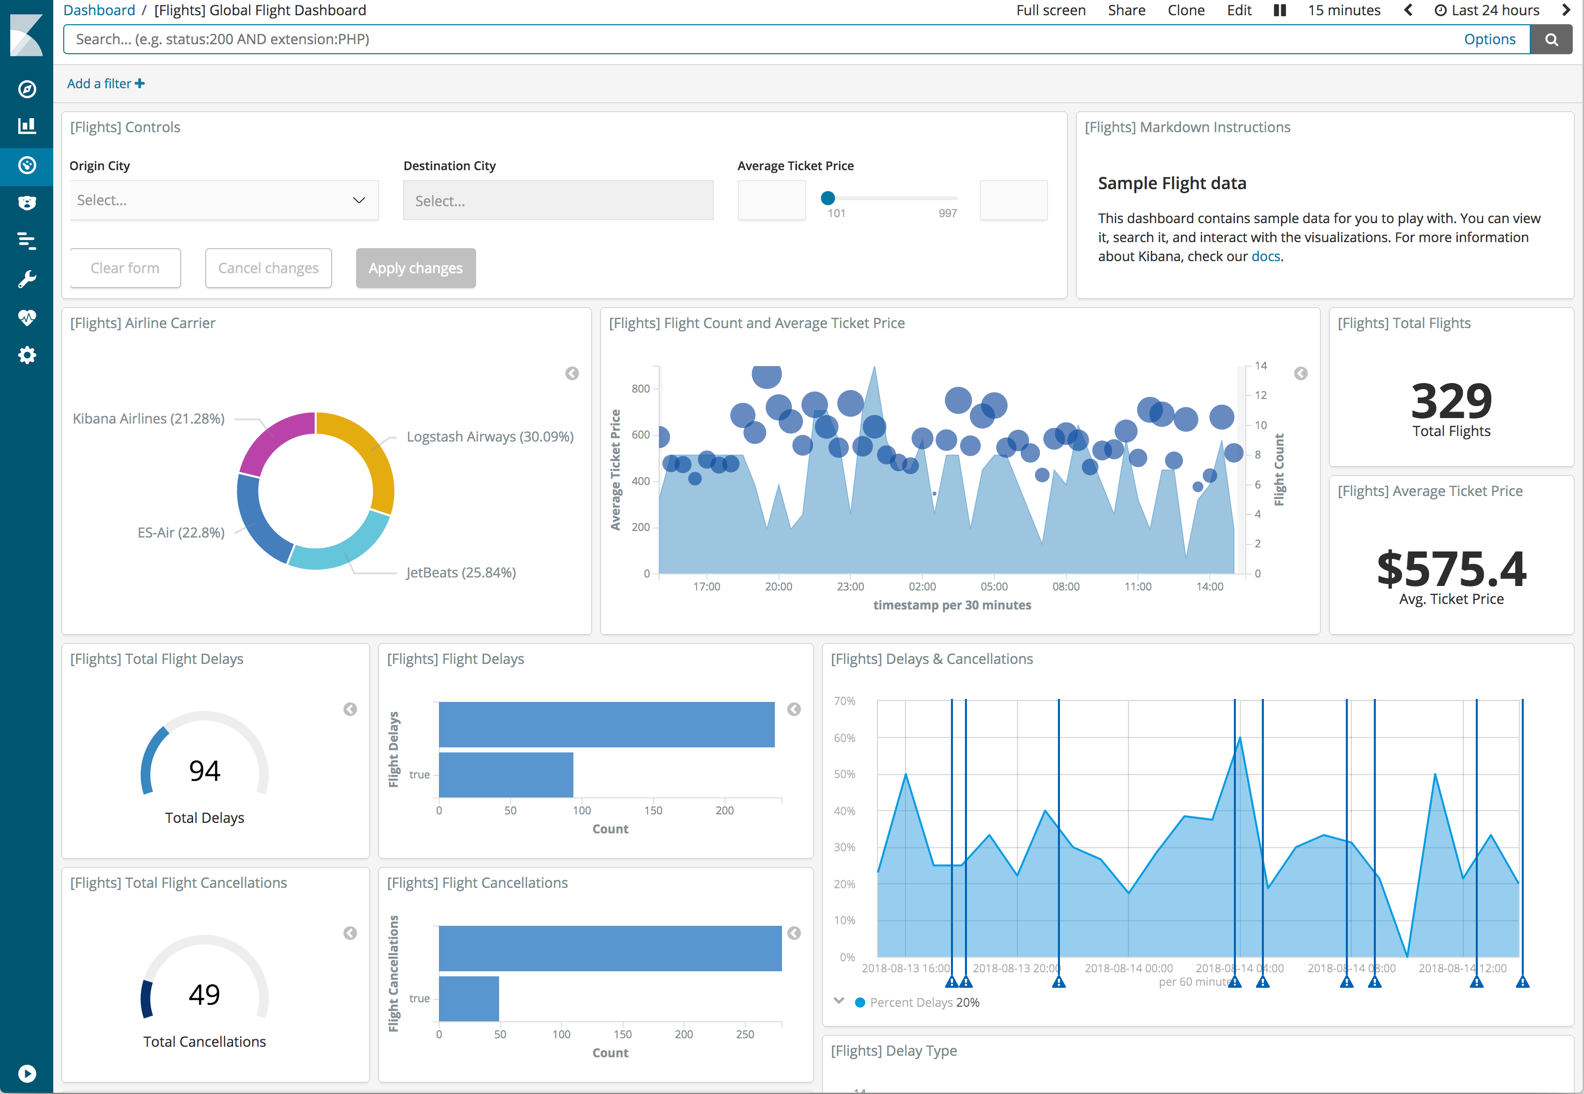 Dashboard / [Flights] Global Flight Dashboard
Full screen Share Clone Edit 15 minutes Last 24 hours
Search... (e.g. status:200 AND extension:PHP) Options
Add a filter +
[Flights] Controls
Origin City Destination City Average Ticket Price
Select... Select...
101 997
Clear form Cancel changes Apply changes
[Flights] Markdown Instructions
Sample Flight data
This dashboard contains sample data for you to play with. You can view
it, search it, and interact with the visualizations. For more information
about Kibana, check our docs.
[Flights] Airline Carrier
Kibana Airlines (21.28%)
Logstash Airways (30.09%)
ES-Air (22.8%)
JetBeats (25.84%)
[Flights] Flight Count and Average Ticket Price
Average Ticket Price
800
600
400
200
0
14
12
10
8
6
4
2
0
Flight Count
17:00 20:00 23:00 02:00 05:00 08:00 11:00 14:00
timestamp per 30 minutes
[Flights] Total Flights
329
Total Flights
[Flights] Average Ticket Price
$575.4
Avg. Ticket Price
[Flights] Total Flight Delays
94
Total Delays
[Flights] Flight Delays
Flight Delays
true
0 50 100 150 200
Count
[Flights] Delays & Cancellations
70%
60%
50%
40%
30%
20%
10%
0%
2018-08-13 16:00 2018-08-13 20:00 2018-08-14 00:00 2018-08-14 04:00 2018-08-14 08:00 2018-08-14 12:00
per 60 minutes
Percent Delays 20%
[Flights] Total Flight Cancellations
49
Total Cancellations
[Flights] Flight Cancellations
Flight Cancellations
true
0 50 100 150 200 250
Count
[Flights] Delay Type
14